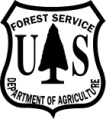 FOREST SERVICE
U S
DEPARTMENT OF AGRICULTURE